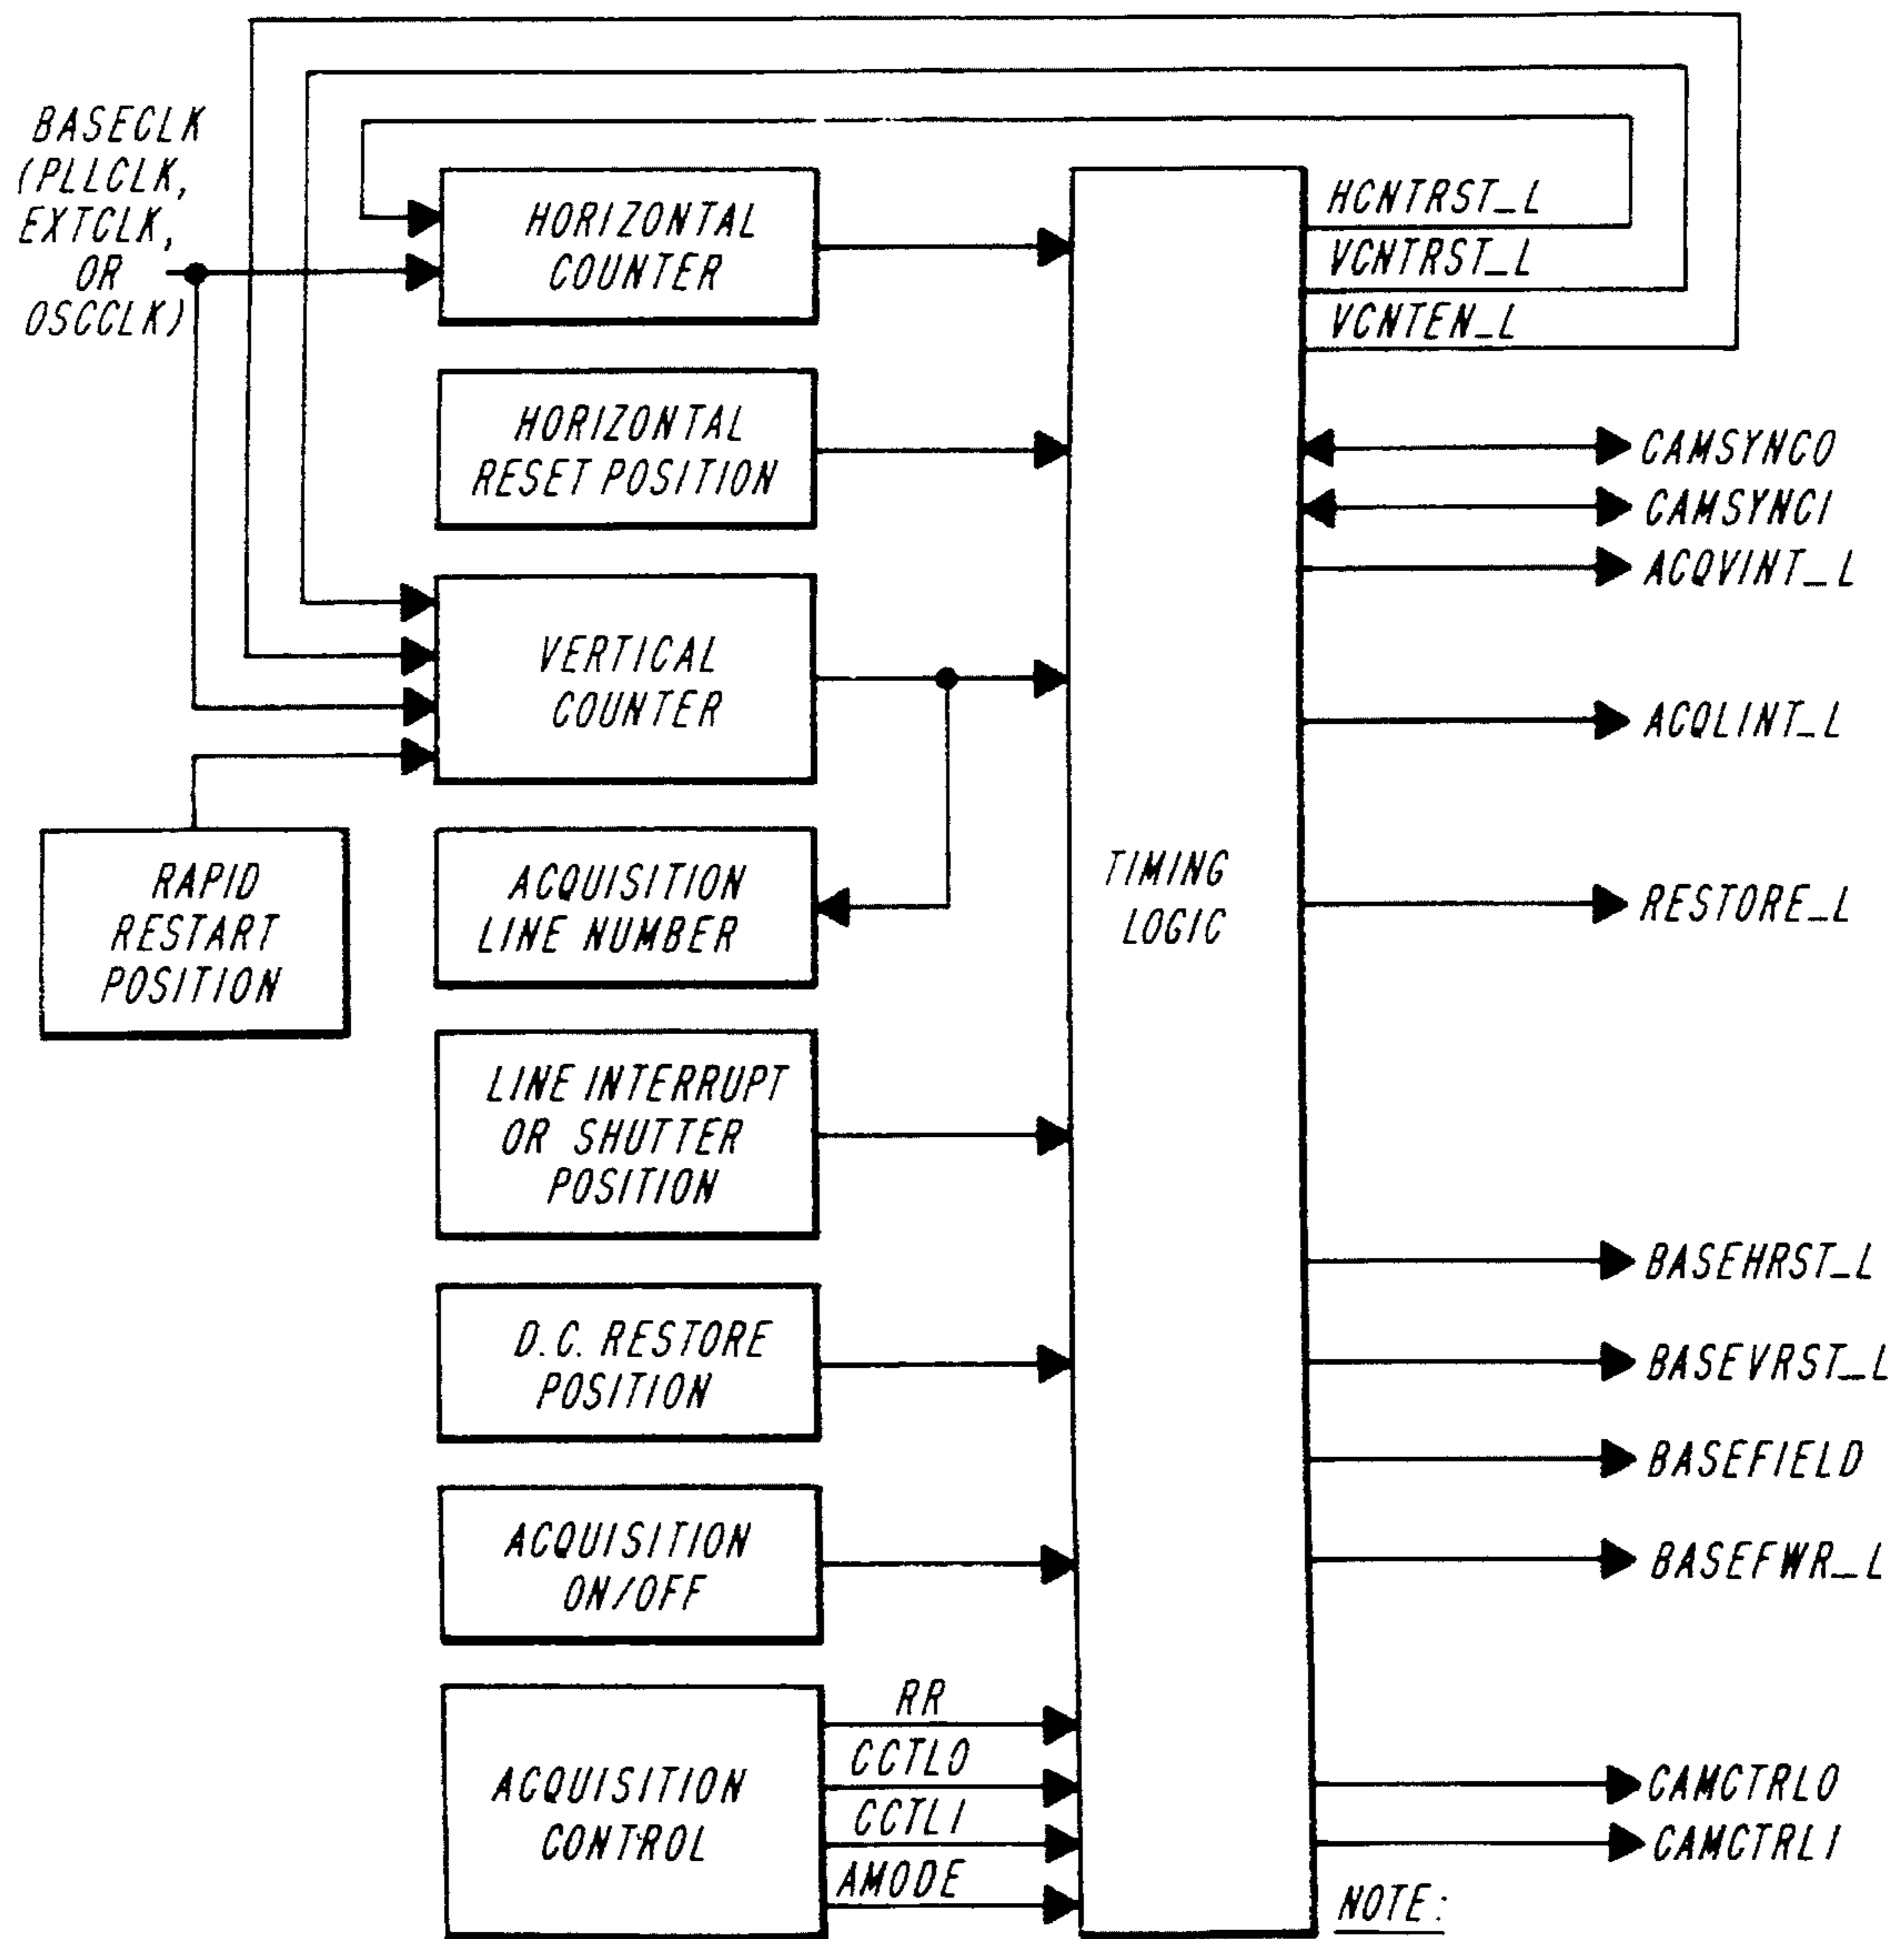 BASECLK
(PLLCLK,
EXTCLK,
OR
OSCCLK)
HORIZONTAL
COUNTER
HORIZONTAL
RESET POSITION
VERTICAL
COUNTER
RAPID
RESTART
POSITION
ACQUISITION
LINE NUMBER
LINE INTERRUPT
OR SHUTTER
POSITION
D.C. RESTORE
POSITION
ACQUISITION
ON/OFF
ACQUISITION
CONTROL
RR
CCTL0
CCTL1
AMODE
TIMING
LOGIC
HCNTRST_L
VCNTRST_L
VCNTEN_L
CAMSYNC0
CAMSYNC1
ACQVINT_L
ACQLINT_L
RESTORE_L
BASEHRST_L
BASEVRST_L
BASEFIELD
BASEFWR_L
CAMCTRL0
CAMCTRL1
NOTE: